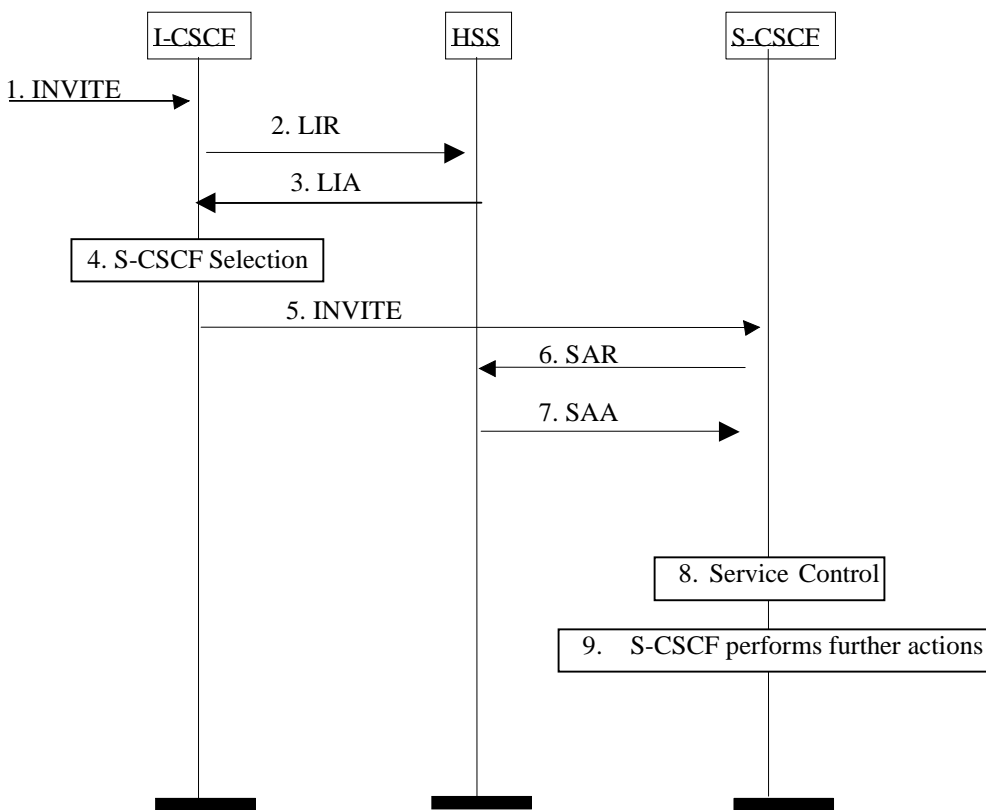 I-CSCF
HSS
S-CSCF
1. INVITE
2. LIR
3. LIA
4. S-CSCF Selection
5. INVITE
6. SAR
7. SAA
8. Service Control
9. S-CSCF performs further actions